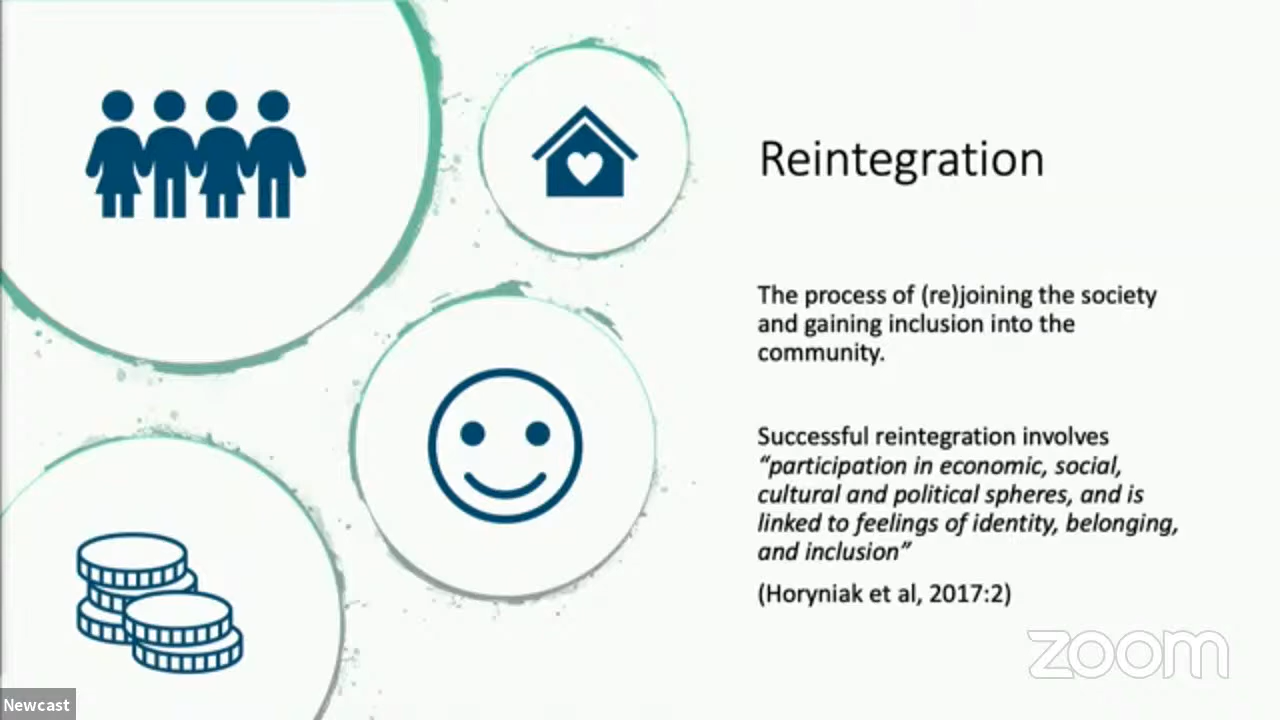 Reintegration
The process of (re)joining the society
and gaining inclusion into the
community.
Successful reintegration involves
“participation in economic, social,
cultural and political spheres, and is
linked to feelings of identity, belonging,
and inclusion”
(Horyniak et al, 2017:2)
zoom
Newcast